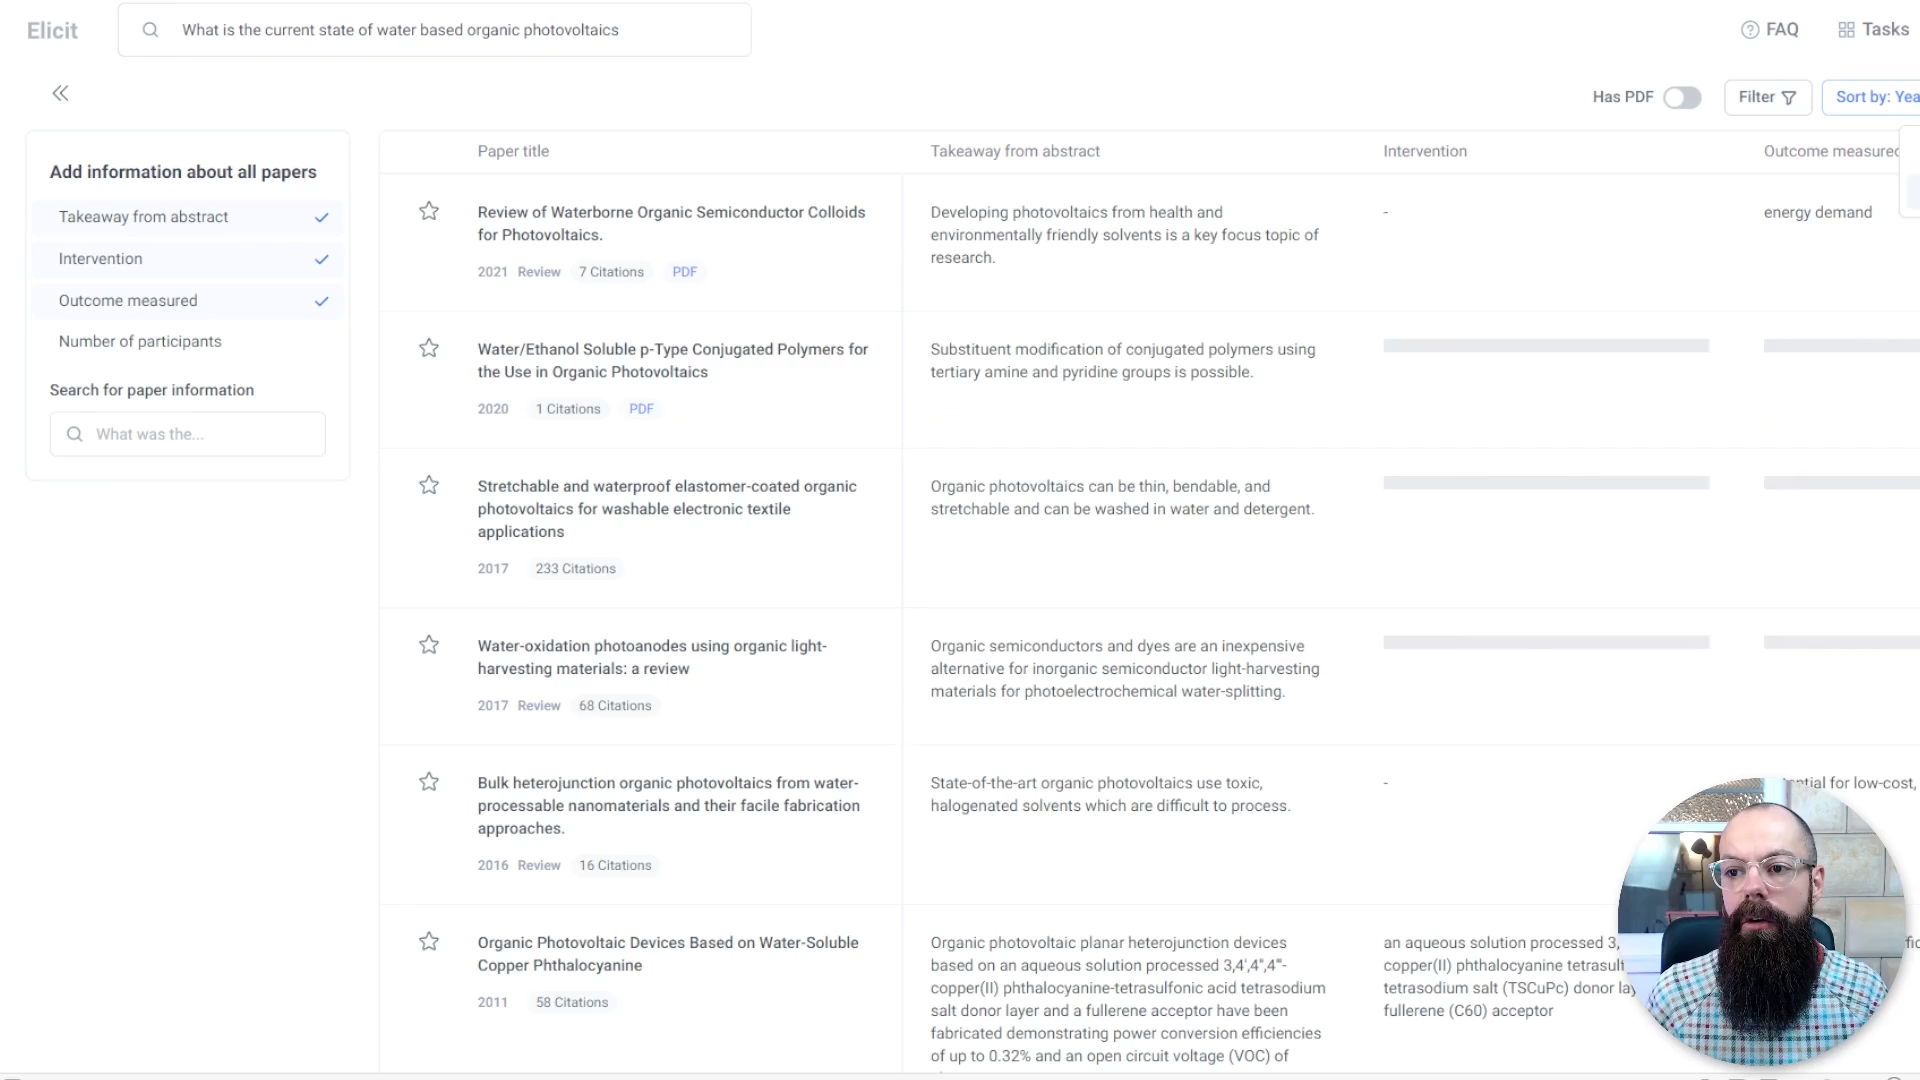 Elicit
What is the current state of water based organic photovoltaics
FAQ
Tasks
Has PDF
Filter
Sort by: Yea
Add information about all papers
Takeaway from abstract
Intervention
Outcome measured
Number of participants
Search for paper information
What was the...
Paper title
Takeaway from abstract
Intervention
Outcome measured
Review of Waterborne Organic Semiconductor Colloids
for Photovoltaics.
2021 Review 7 Citations PDF
Developing photovoltaics from health and
environmentally friendly solvents is a key focus topic of
research.
-
energy demand
Water/Ethanol Soluble p-Type Conjugated Polymers for
the Use in Organic Photovoltaics
2020 1 Citations PDF
Substituent modification of conjugated polymers using
tertiary amine and pyridine groups is possible.
Stretchable and waterproof elastomer-coated organic
photovoltaics for washable electronic textile
applications
2017 233 Citations
Organic photovoltaics can be thin, bendable, and
stretchable and can be washed in water and detergent.
Water-oxidation photoanodes using organic light-
harvesting materials: a review
2017 Review 68 Citations
Organic semiconductors and dyes are an inexpensive
alternative for inorganic semiconductor light-harvesting
materials for photoelectrochemical water-splitting.
Bulk heterojunction organic photovoltaics from water-
processable nanomaterials and their facile fabrication
approaches.
2016 Review 16 Citations
State-of-the-art organic photovoltaics use toxic,
halogenated solvents which are difficult to process.
-
ential for low-cost,
Organic Photovoltaic Devices Based on Water-Soluble
Copper Phthalocyanine
2011 58 Citations
Organic photovoltaic planar heterojunction devices
based on an aqueous solution processed 3,4',4'',4'''-
copper(II) phthalocyanine-tetrasulfonic acid tetrasodium
salt donor layer and a fullerene acceptor have been
fabricated demonstrating power conversion efficiencies
of up to 0.32% and an open circuit voltage (VOC) of
an aqueous solution processed 3,
copper(II) phthalocyanine tetrasulf
tetrasodium salt (TSCuPc) donor lay
fullerene (C60) acceptor